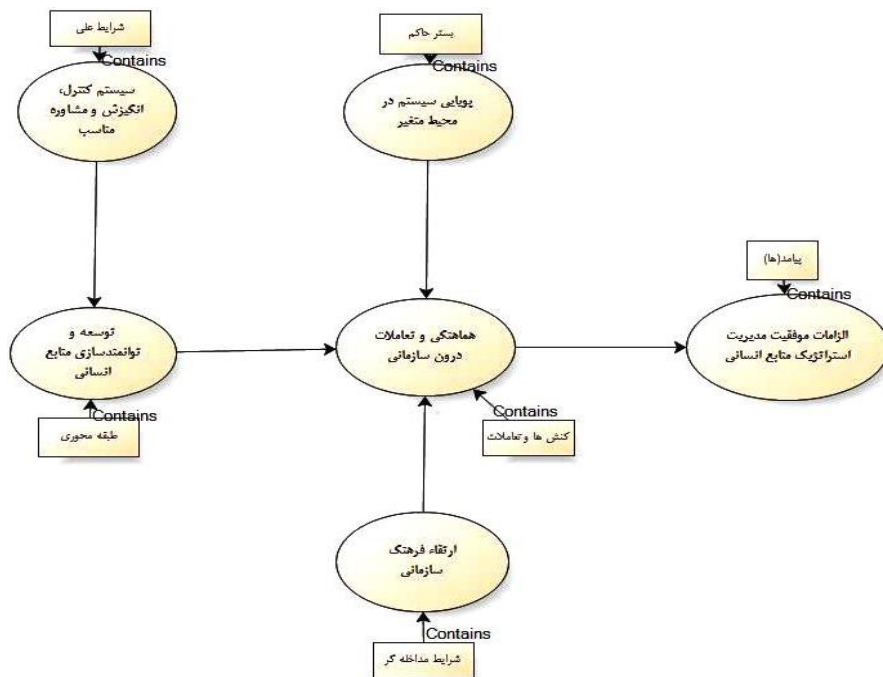 شرایط علی
Contains
سیستم کنترل،
انگیزش و مشاوره
مناسب
بستر حاکم
Contains
پویایی سیستم در
محیط متغیر
پیامد(ها)
Contains
الزامات موفقیت مدیریت
استراتژیک منابع انسانی
توسعه و
توانمندسازی منابع
انسانی
Contains
طبقه محوری
هماهنگی و تعاملات
درون سازمانی
Contains
کنش ها و تعاملات
ارتقاء فرهنگ
سازمانی
Contains
شرایط مداخله گر